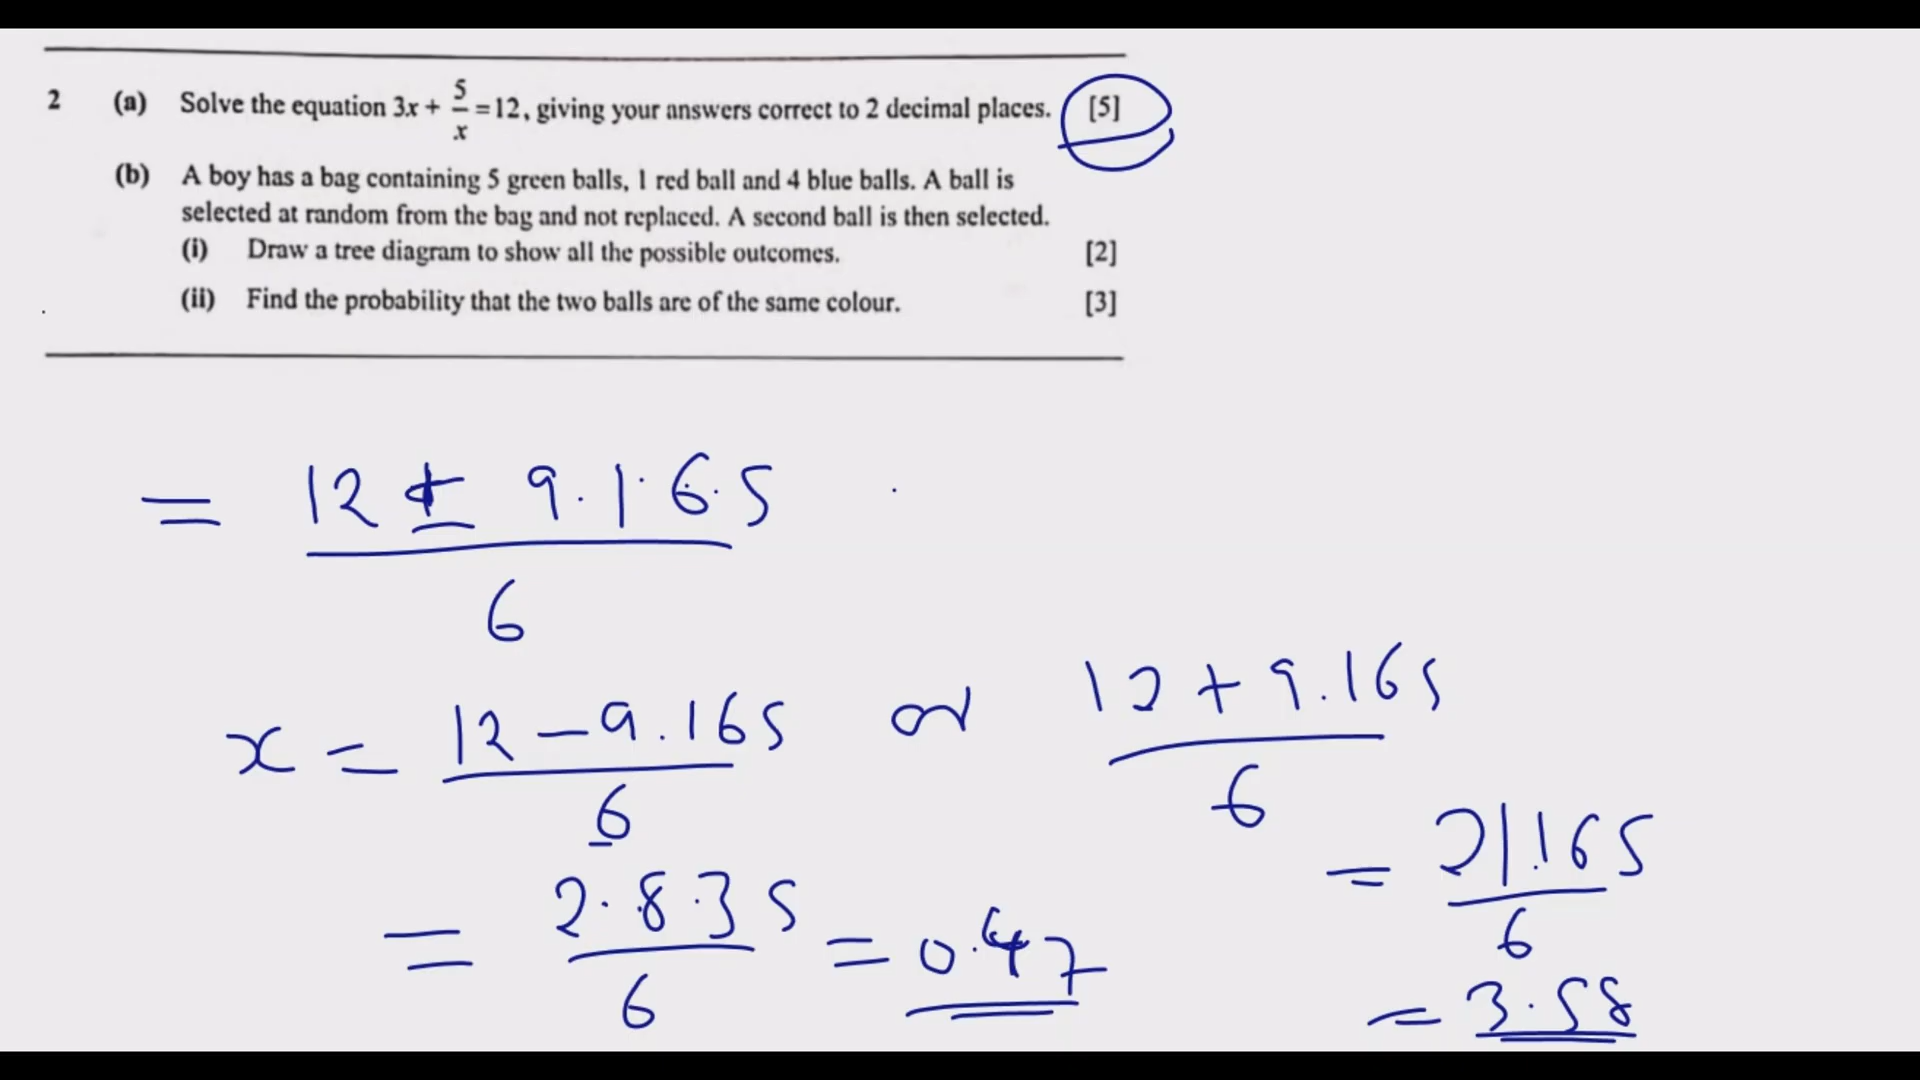 2 (a) Solve the equation 3x + 5/x = 12, giving your answers correct to 2 decimal places. [5]
(b) A boy has a bag containing 5 green balls, 1 red ball and 4 blue balls. A ball is
selected at random from the bag and not replaced. A second ball is then selected.
(i) Draw a tree diagram to show all the possible outcomes. [2]
(ii) Find the probability that the two balls are of the same colour. [3]
= 12 ± 9.165
6
x = 12 - 9.165 or 12 + 9.165
6 6
= 21.165
6
= 2.835 = 0.47
6
= 3.58